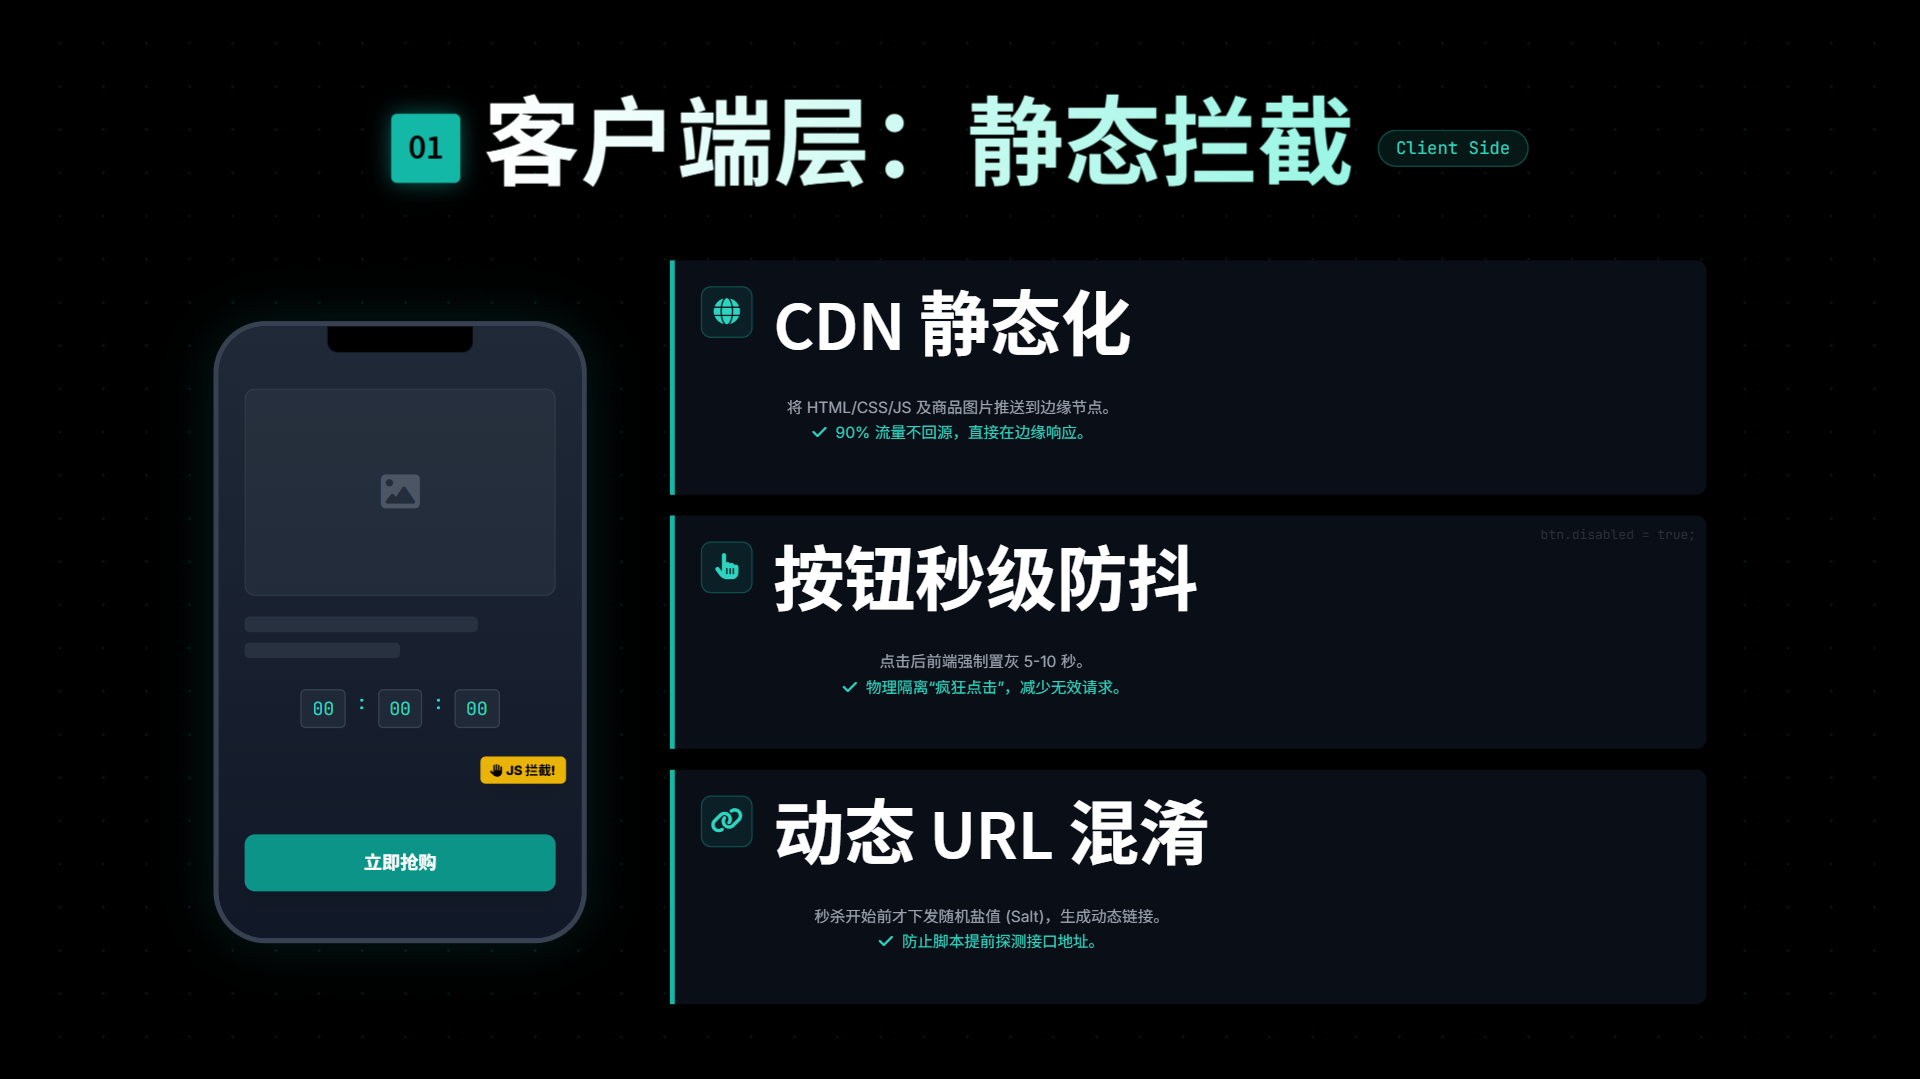 01 客户端层：静态拦截 Client Side
00 : 00 : 00
JS 拦截!
立即抢购
CDN 静态化
将 HTML/CSS/JS 及商品图片推送到边缘节点。
90% 流量不回源，直接在边缘响应。
btn.disabled = true;
按钮秒级防抖
点击后前端强制置灰 5-10 秒。
物理隔离“疯狂点击”，减少无效请求。
动态 URL 混淆
秒杀开始前才下发随机盐值 (Salt)，生成动态链接。
防止脚本提前探测接口地址。